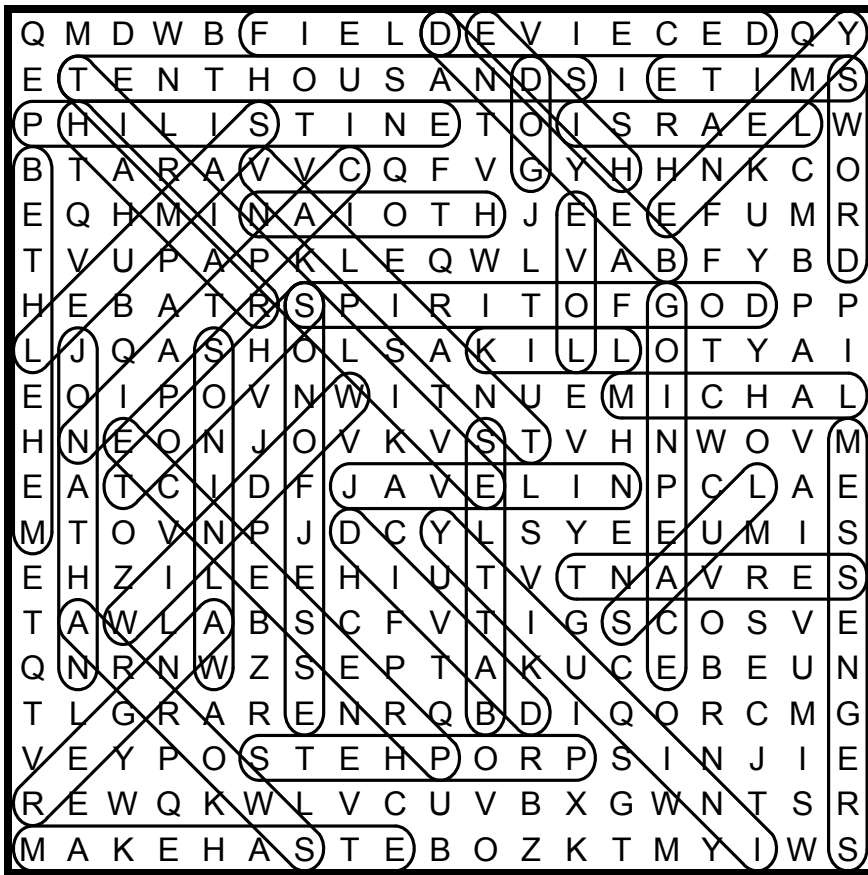 Q M D W B F I E L D E V I E C E D Q Y
E T E N T H O U S A N D S I E T I M S
P H I L I S T I N E T O I S R A E L W
B T A R A V V C Q F V G Y H H N K C O
E Q H M I N A I O T H J E E E F U M R
T V U P A P K L E Q W L V A B F Y B D
H E B A T R S P I R I T O F G O D P P
L J Q A S H O L S A K I L L O T Y A I
E O I P O V N W I T N U E M I C H A L
H N E O N J O V K V S T V H N W O V M
E A T C I D F J A V E L I N P C L A E
M T O V N P J D C Y L S Y E E U M I S
E H Z I L E E H I U T V T N A V R E S
T A W L A B S C F V T I G S C O S V E
Q N R N W Z S E P T A K U C E B E U N
T L G R A R E N R Q B D I Q O R C M G
V E Y P O S T E H P O R P S I N J I E
R E W Q K W L V C U V B X G W N T S R
M A K E H A S T E B O Z K T M Y I W S